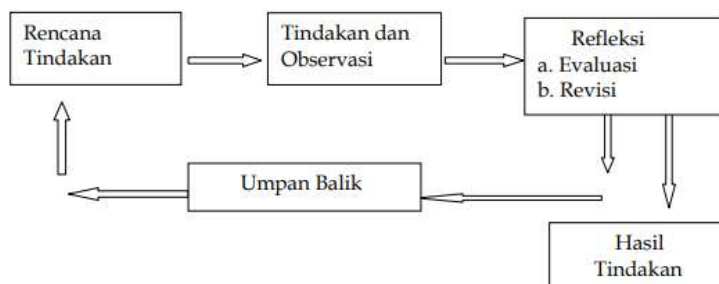 Rencana
Tindakan
Tindakan dan
Observasi
Refleksi
a. Evaluasi
b. Revisi
Umpan Balik
Hasil
Tindakan